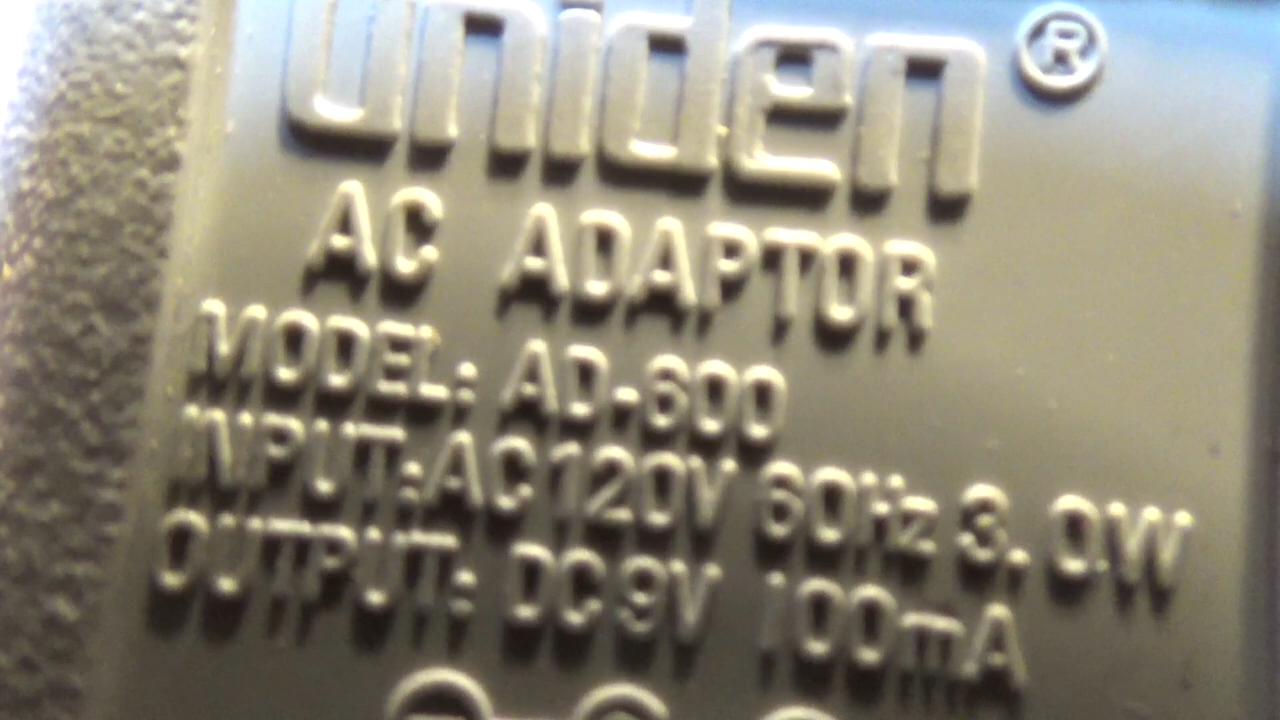 uniden®
AC ADAPTOR
MODEL: AD-600
INPUT:AC120V 60Hz 3.0W
OUTPUT: DC9V 100mA